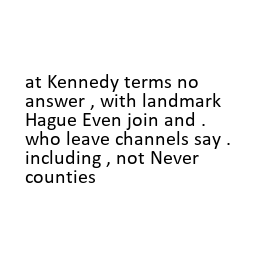 at Kennedy terms no
answer , with landmark
Hague Even join and .
who leave channels say .
including , not Never
counties